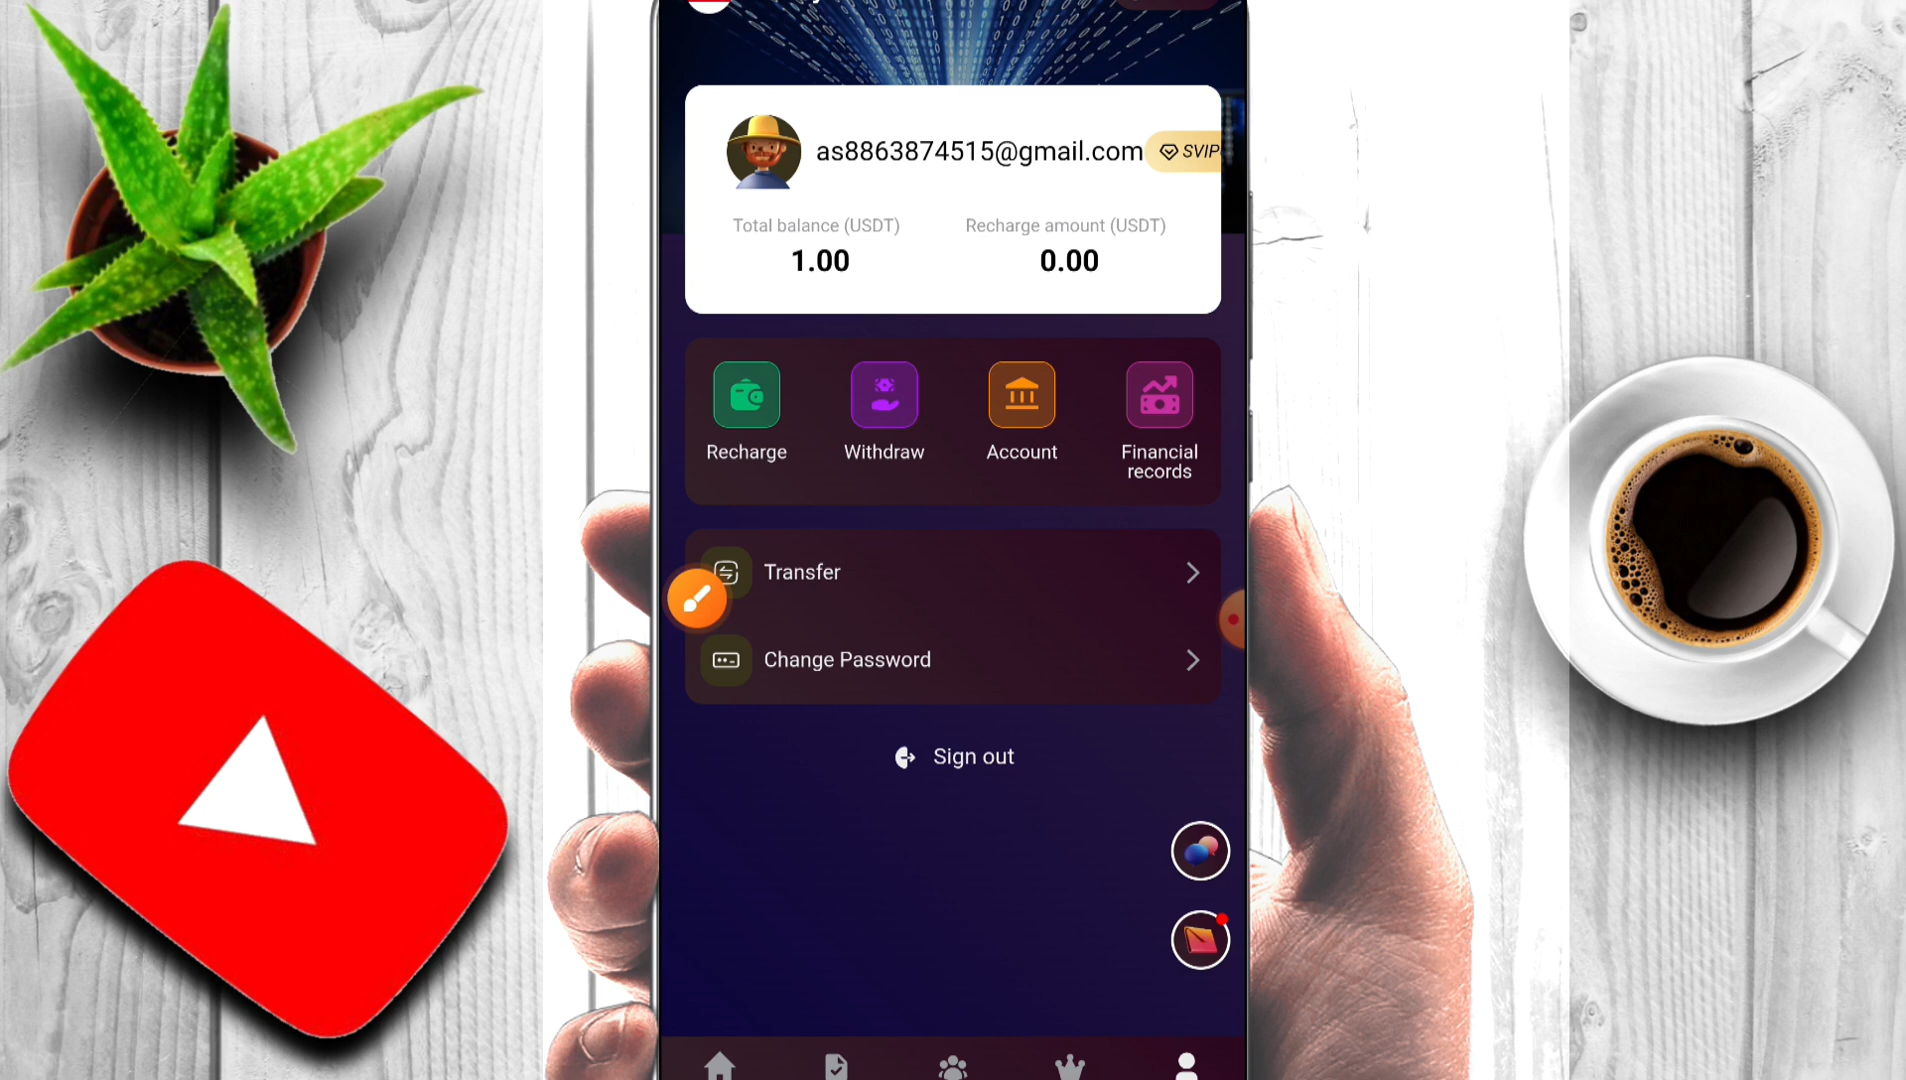 as8863874515@gmail.com
SVIP
Total balance (USDT)
Recharge amount (USDT)
1.00
0.00
Recharge
Withdraw
Account
Financial
records
Transfer
Change Password
Sign out